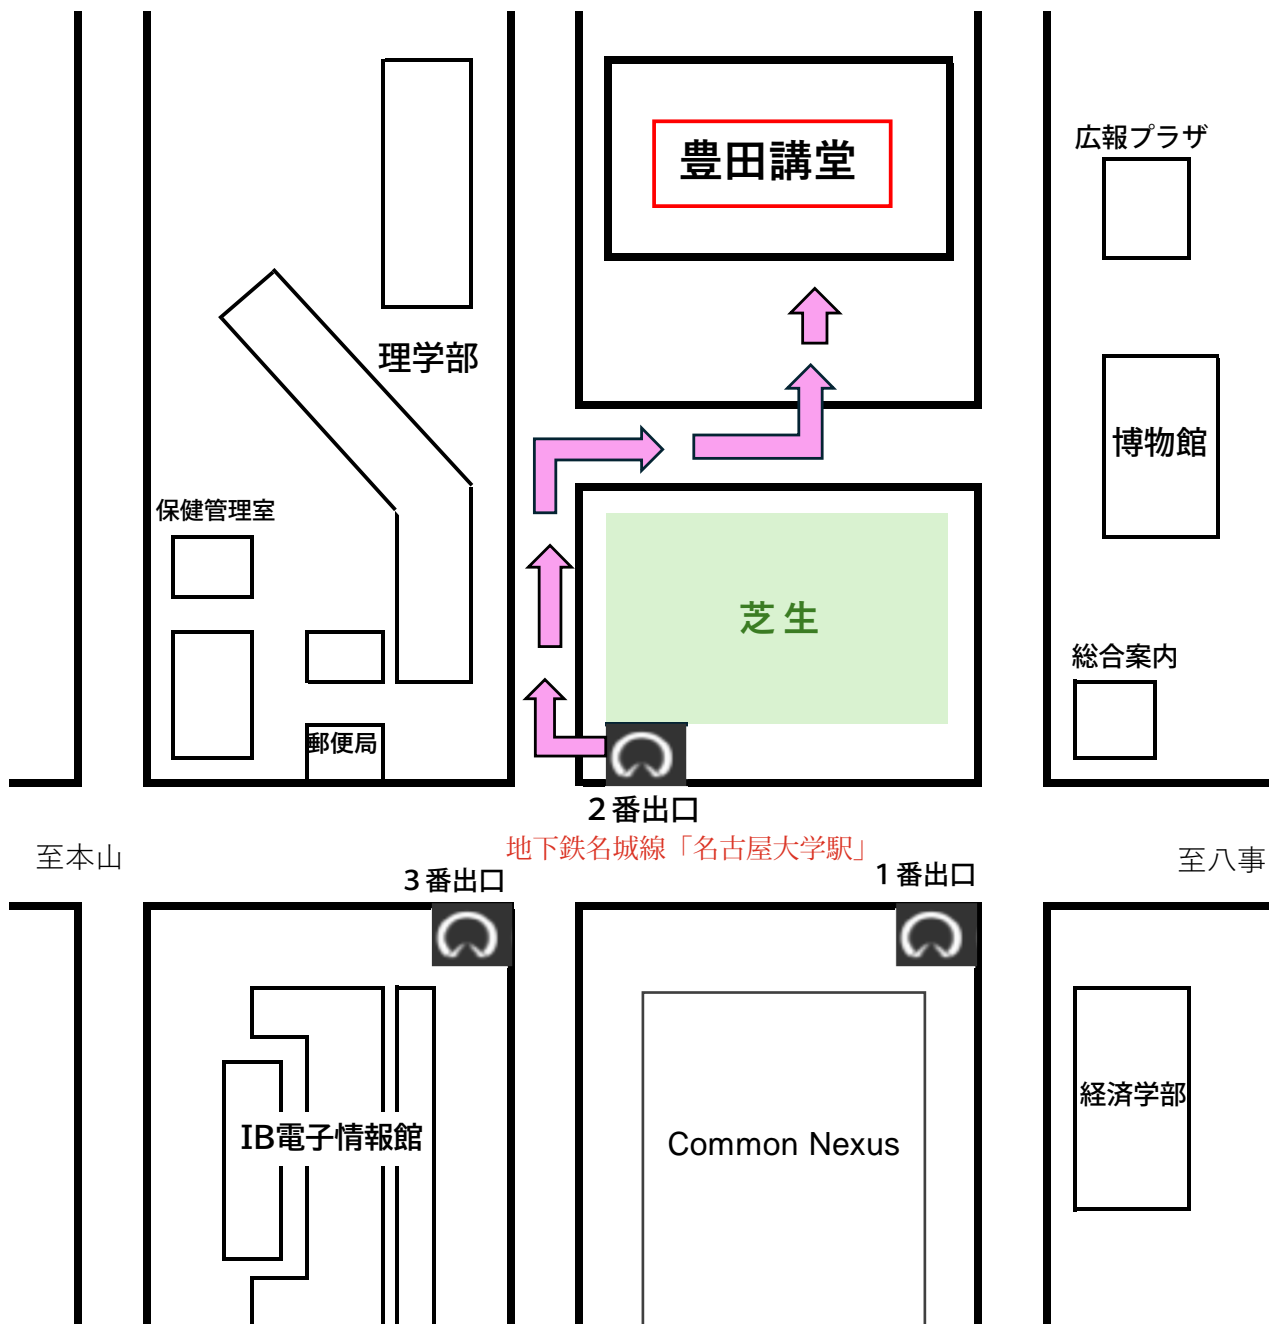 豊田講堂
広報プラザ
理学部
博物館
保健管理室
芝生
総合案内
郵便局
2番出口
地下鉄名城線「名古屋大学駅」
至本山
至八事
3番出口
1番出口
経済学部
IB電子情報館
Common Nexus